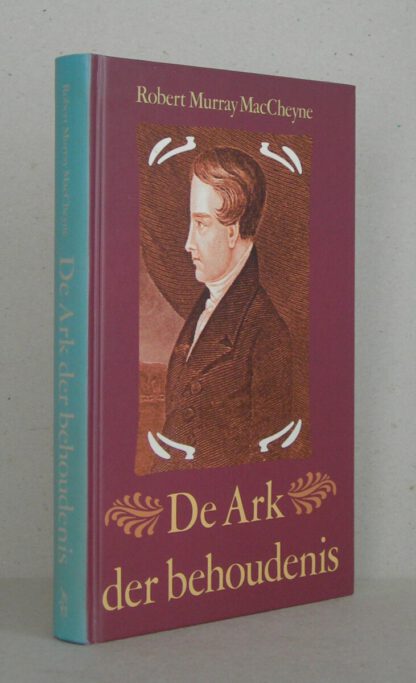 Robert Murray MacCheyne
De Ark
der behoudenis
Robert Murray MacCheyne
De Ark der behoudenis